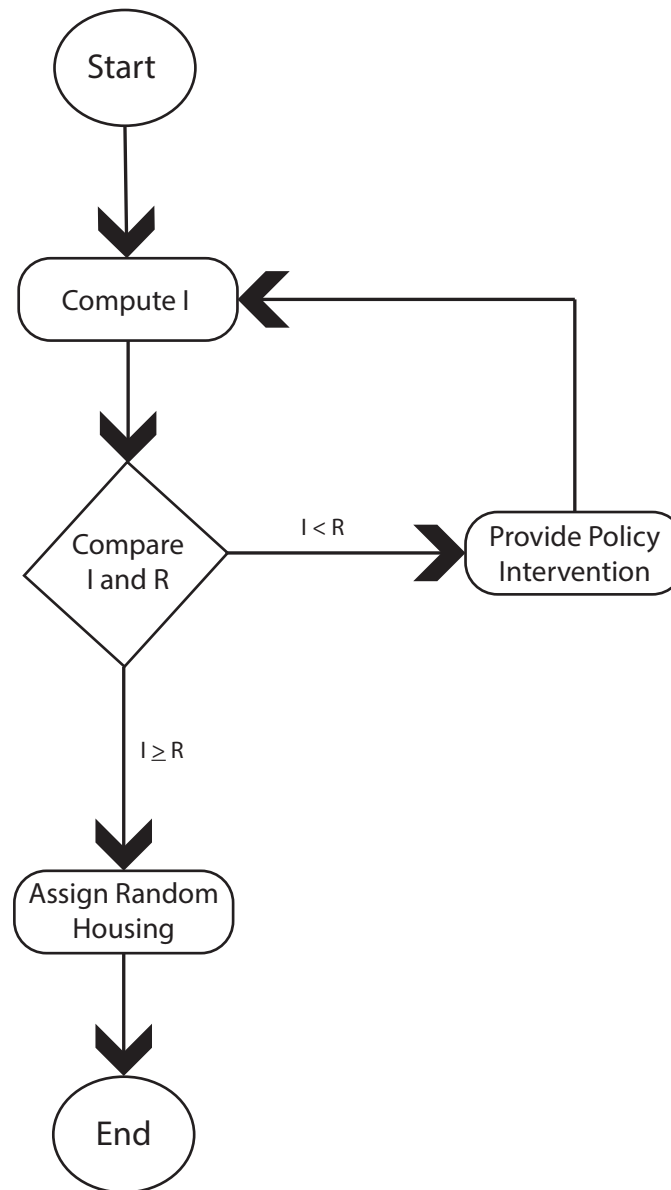 Start
Compute I
Compare
I and R
I < R
Provide Policy
Intervention
I ≥ R
Assign Random
Housing
End